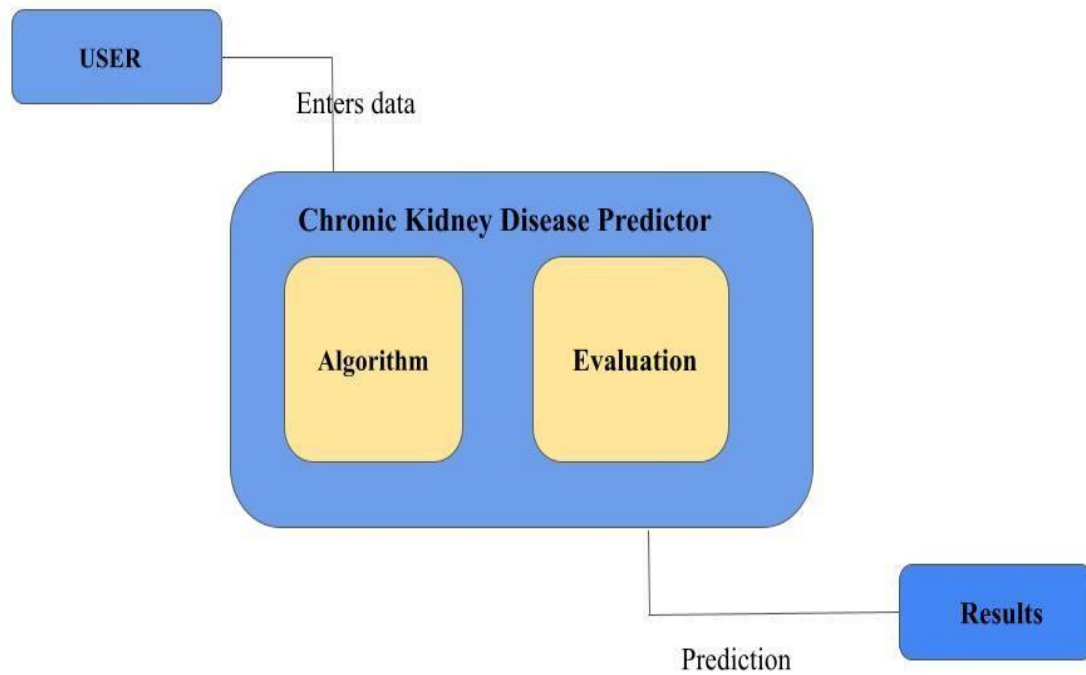 USER
Enters data
Chronic Kidney Disease Predictor
Algorithm
Evaluation
Results
Prediction